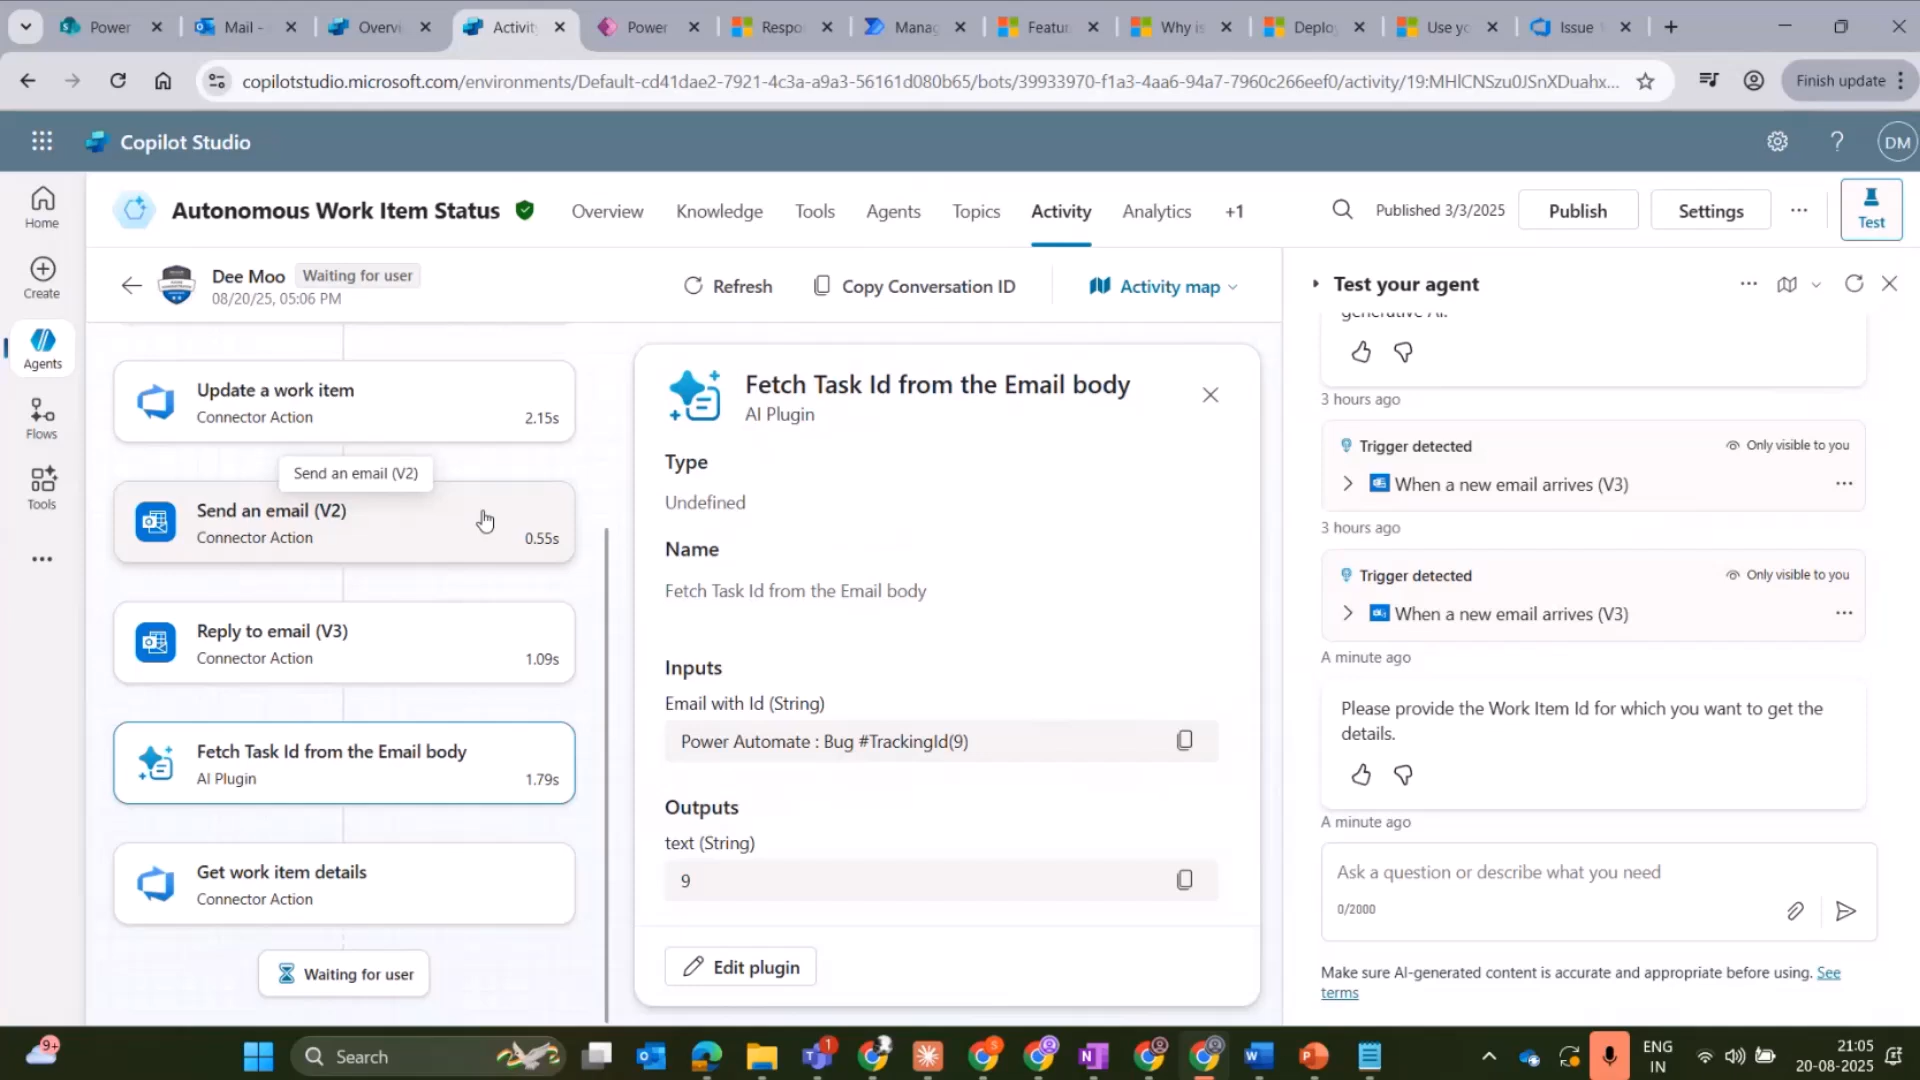 Power
Mail -
Overvi
Activit
Power
Respo
Manag
Featur
Why is
Deplo
Use yo
Issue
copilotstudio.microsoft.com/environments/Default-cd41dae2-7921-4c3a-a9a3-56161d080b65/bots/39933970-f1a3-4aa6-94a7-7960c266eef0/activity/19:MHlCNSzu0JSnXDuahx...
Finish update
Copilot Studio
DM
Home
Create
Agents
Flows
Tools
Autonomous Work Item Status
Overview
Knowledge
Tools
Agents
Topics
Activity
Analytics
+1
Published 3/3/2025
Publish
Settings
Test
Dee Moo
Waiting for user
08/20/25, 05:06 PM
Refresh
Copy Conversation ID
Activity map
Update a work item
Connector Action
2.15s
Send an email (V2)
Send an email (V2)
Connector Action
0.55s
Reply to email (V3)
Connector Action
1.09s
Fetch Task Id from the Email body
AI Plugin
1.79s
Get work item details
Connector Action
Waiting for user
Fetch Task Id from the Email body
AI Plugin
Type
Undefined
Name
Fetch Task Id from the Email body
Inputs
Email with Id (String)
Power Automate : Bug #TrackingId(9)
Outputs
text (String)
9
Edit plugin
Test your agent
generative AI.
3 hours ago
Trigger detected
Only visible to you
When a new email arrives (V3)
3 hours ago
Trigger detected
Only visible to you
When a new email arrives (V3)
A minute ago
Please provide the Work Item Id for which you want to get the
details.
A minute ago
Ask a question or describe what you need
0/2000
Make sure AI-generated content is accurate and appropriate before using. See
terms
9+
Search
1
S
ENG
IN
21:05
20-08-2025